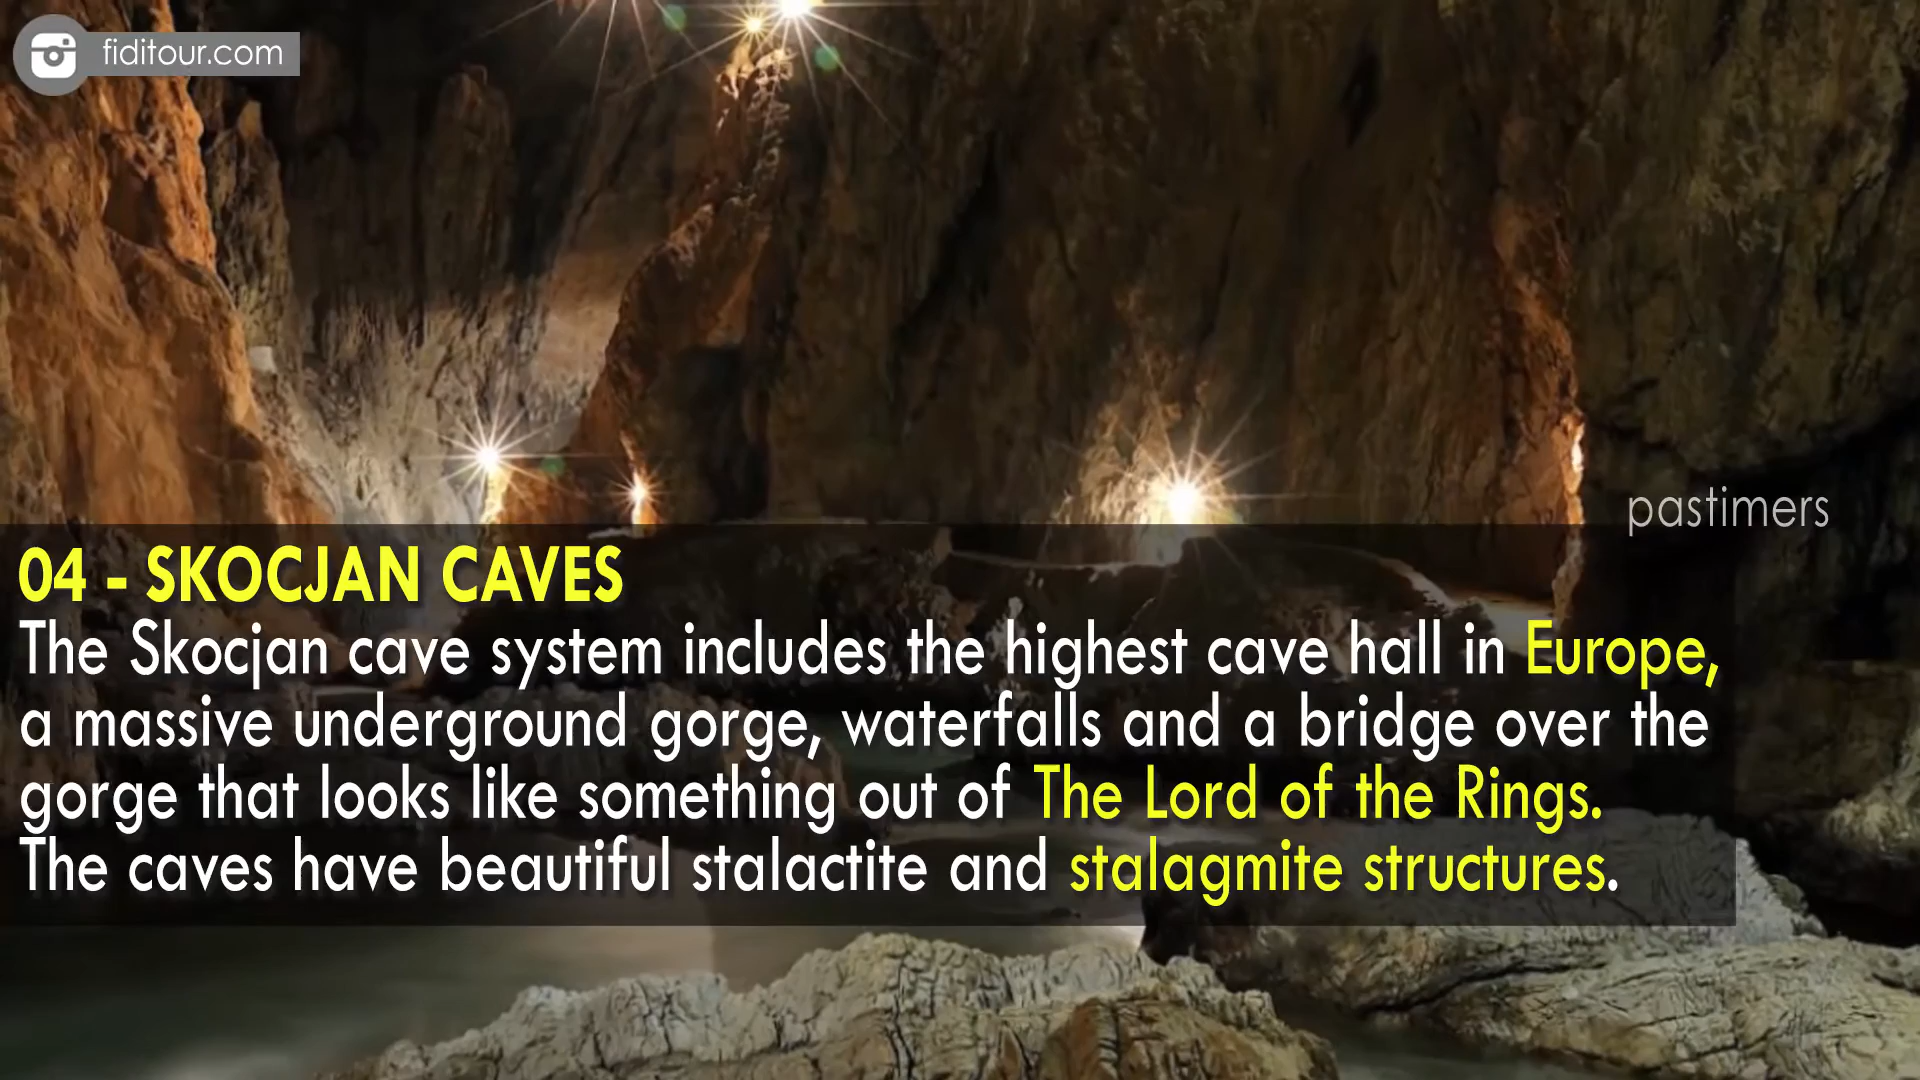 fiditour.com
pastimers
04 - SKOCJAN CAVES
The Skocjan cave system includes the highest cave hall in Europe,
a massive underground gorge, waterfalls and a bridge over the
gorge that looks like something out of The Lord of the Rings.
The caves have beautiful stalactite and stalagmite structures.